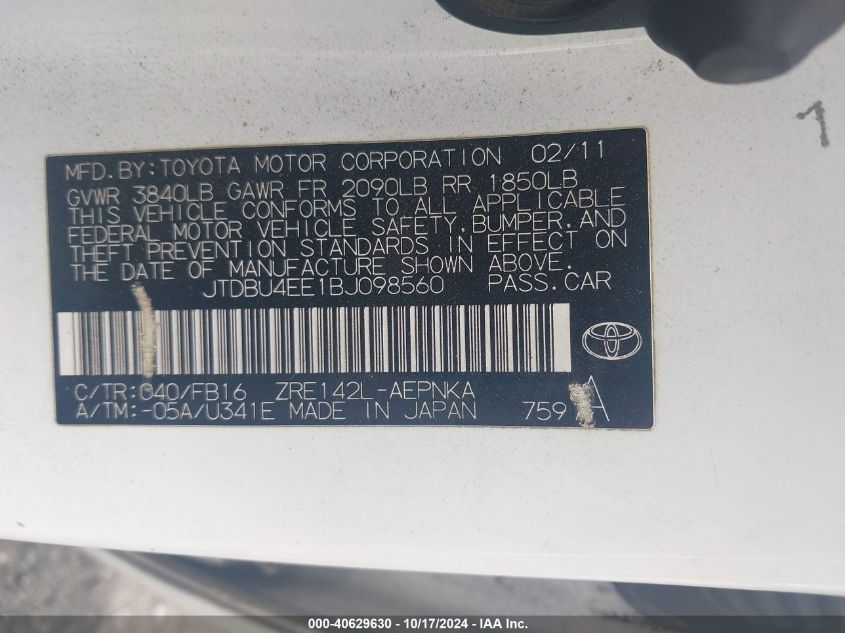 MFD.BY:TOYOTA MOTOR CORPORATION 02/11
GVWR 3840LB GAWR FR 2090LB RR 1850LB
THIS VEHICLE CONFORMS TO ALL APPLICABLE
FEDERAL MOTOR VEHICLE SAFETY,BUMPER,AND
THEFT PREVENTION STANDARDS IN EFFECT ON
THE DATE OF MANUFACTURE SHOWN ABOVE.
JTDBU4EE1BJ098560 PASS.CAR
C/TR:040/FB16 ZRE142L-AEPNKA
A/TM:-05A/U341E MADE IN JAPAN 759 A
1
000-40629630 - 10/17/2024 - IAA Inc.